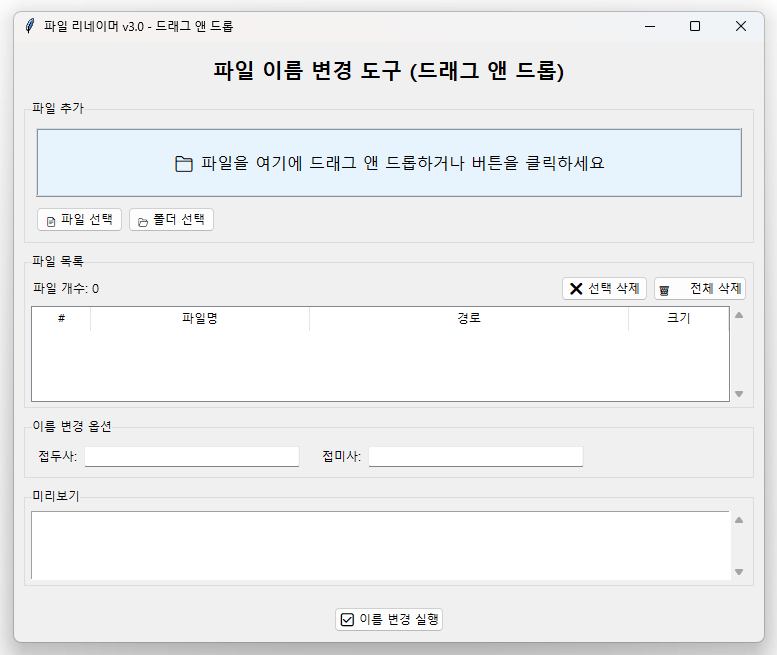 파일 리네이머 v3.0 - 드래그 앤 드롭
파일 이름 변경 도구 (드래그 앤 드롭)
파일 추가
파일을 여기에 드래그 앤 드롭하거나 버튼을 클릭하세요
파일 선택 폴더 선택
파일 목록
파일 개수: 0 선택 삭제 전체 삭제
# 파일명 경로 크기
이름 변경 옵션
접두사: 접미사:
미리보기
이름 변경 실행